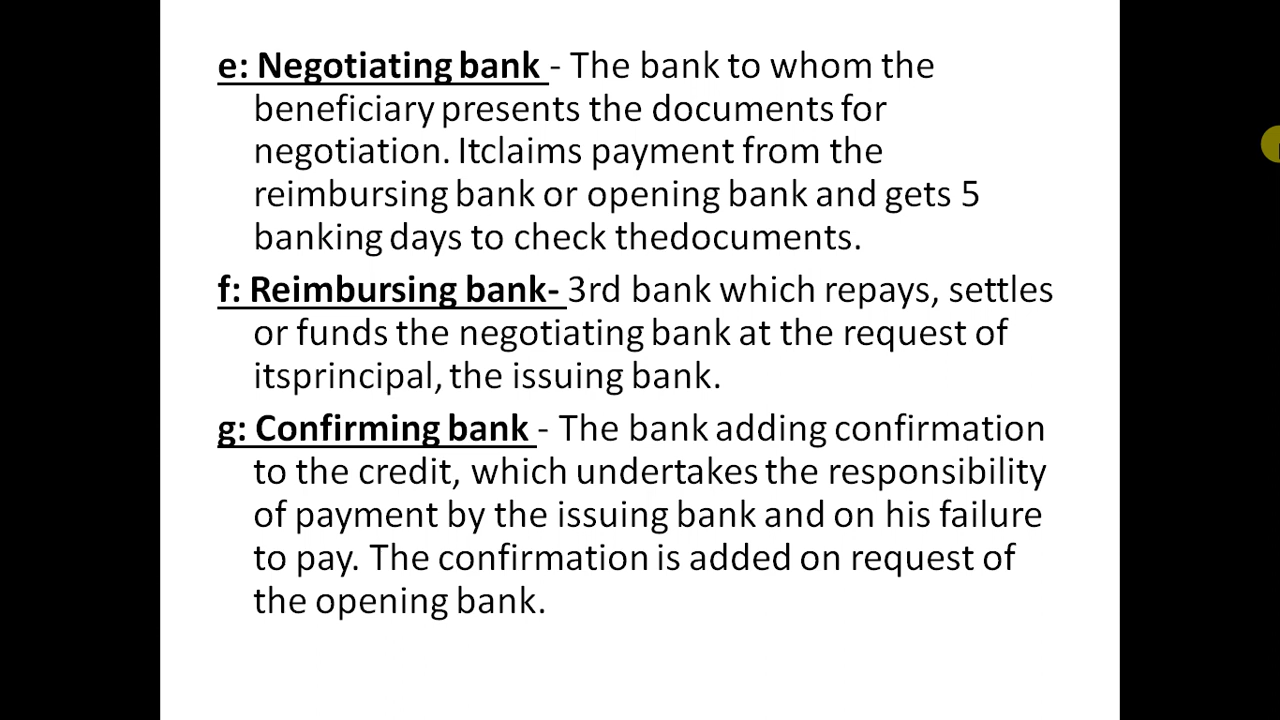 e: Negotiating bank - The bank to whom the
beneficiary presents the documents for
negotiation. Itclaims payment from the
reimbursing bank or opening bank and gets 5
banking days to check thedocuments.
f: Reimbursing bank- 3rd bank which repays, settles
or funds the negotiating bank at the request of
itsprincipal, the issuing bank.
g: Confirming bank - The bank adding confirmation
to the credit, which undertakes the responsibility
of payment by the issuing bank and on his failure
to pay. The confirmation is added on request of
the opening bank.